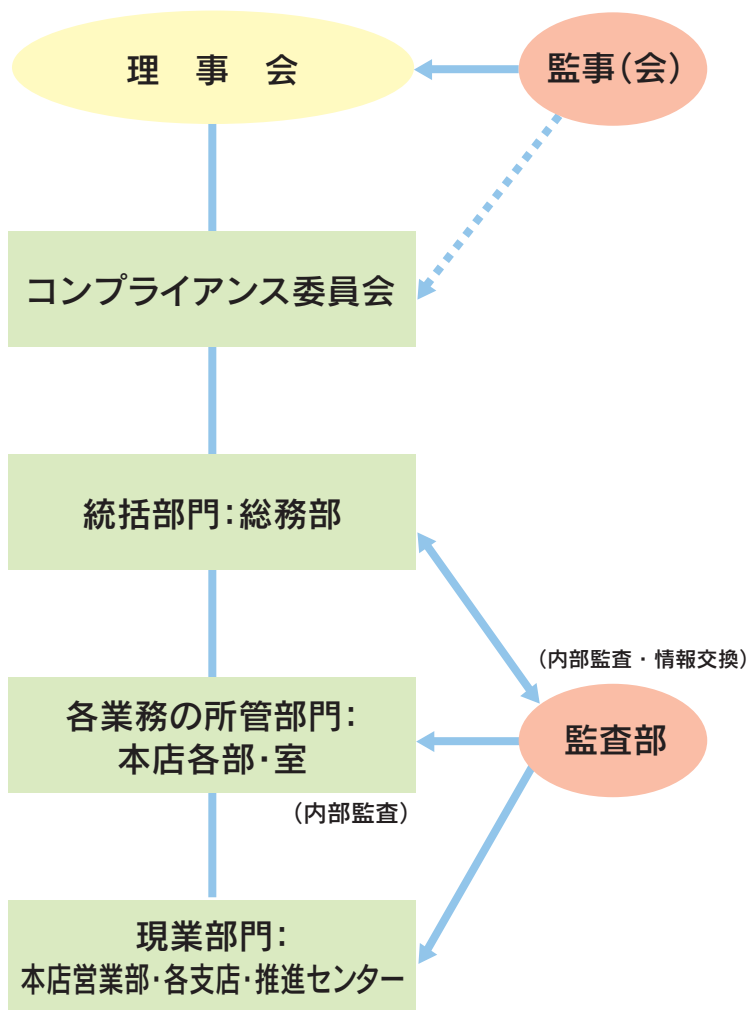 理　事　会
監事（会）
コンプライアンス委員会
統括部門：総務部
（内部監査・情報交換）
各業務の所管部門：
本店各部・室
監査部
（内部監査）
現業部門：
本店営業部・各支店・推進センター